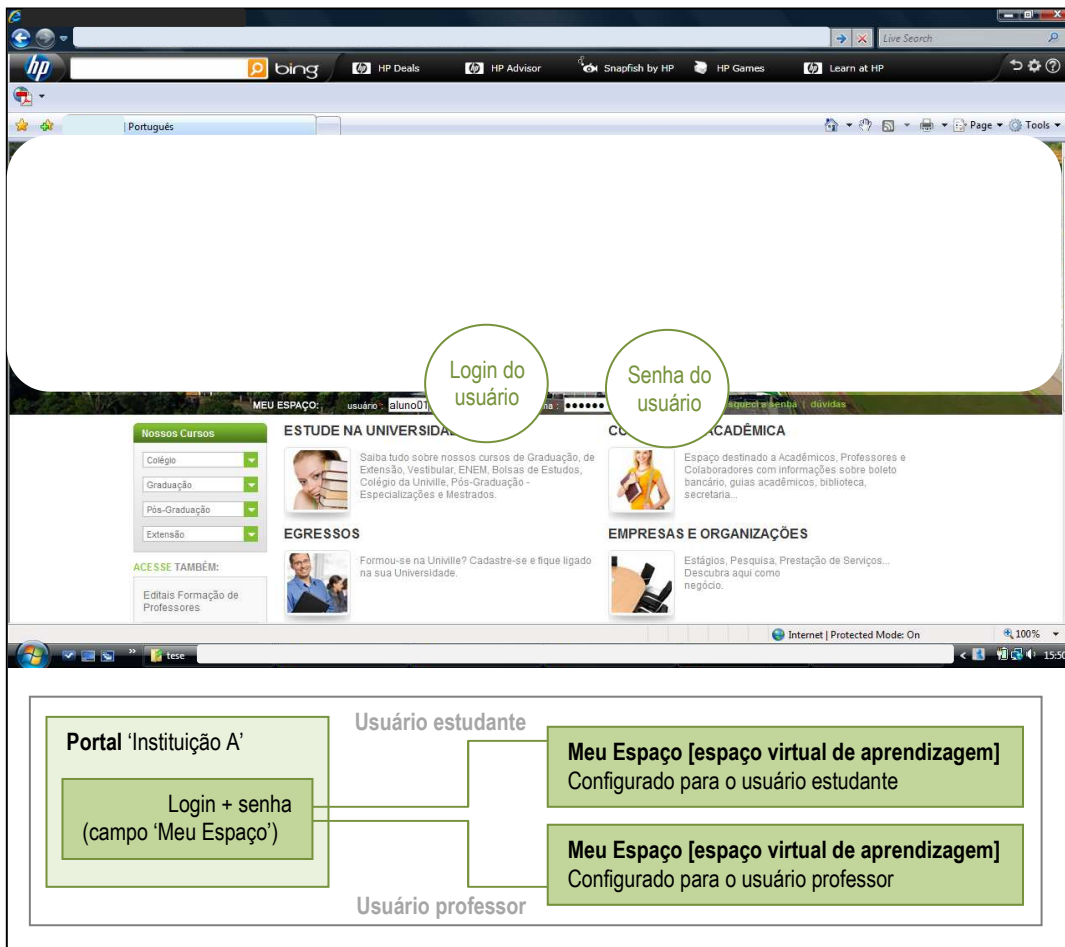 Live Search
hp
bing
HP Deals
HP Advisor
Snapfish by HP
HP Games
Learn at HP
| Português
Page
Tools
Login do
usuário
Senha do
usuário
MEU ESPAÇO:
usuário :
aluno01
esqueci a senha | dúvidas
Nossos Cursos
Colégio
Graduação
Pós-Graduação
Extensão
ACESSE TAMBÉM:
Editais Formação de
Professores
ESTUDE NA UNIVERSIDA
Saiba tudo sobre nossos cursos de Graduação, de
Extensão, Vestibular, ENEM, Bolsas de Estudos,
Colégio da Univille, Pós-Graduação -
Especializações e Mestrados.
CO
ACADÊMICA
Espaço destinado a Acadêmicos, Professores e
Colaboradores com informações sobre boleto
bancário, guias acadêmicos, biblioteca,
secretaria...
EGRESSOS
Formou-se na Univille? Cadastre-se e fique ligado
na sua Universidade.
EMPRESAS E ORGANIZAÇÕES
Estágios, Pesquisa, Prestação de Serviços...
Descubra aqui como
negócio.
Internet | Protected Mode: On
100%
tese
15:50
Usuário estudante
Portal ‘Instituição A’
Login + senha
(campo ‘Meu Espaço’)
Meu Espaço [espaço virtual de aprendizagem]
Configurado para o usuário estudante
Meu Espaço [espaço virtual de aprendizagem]
Configurado para o usuário professor
Usuário professor